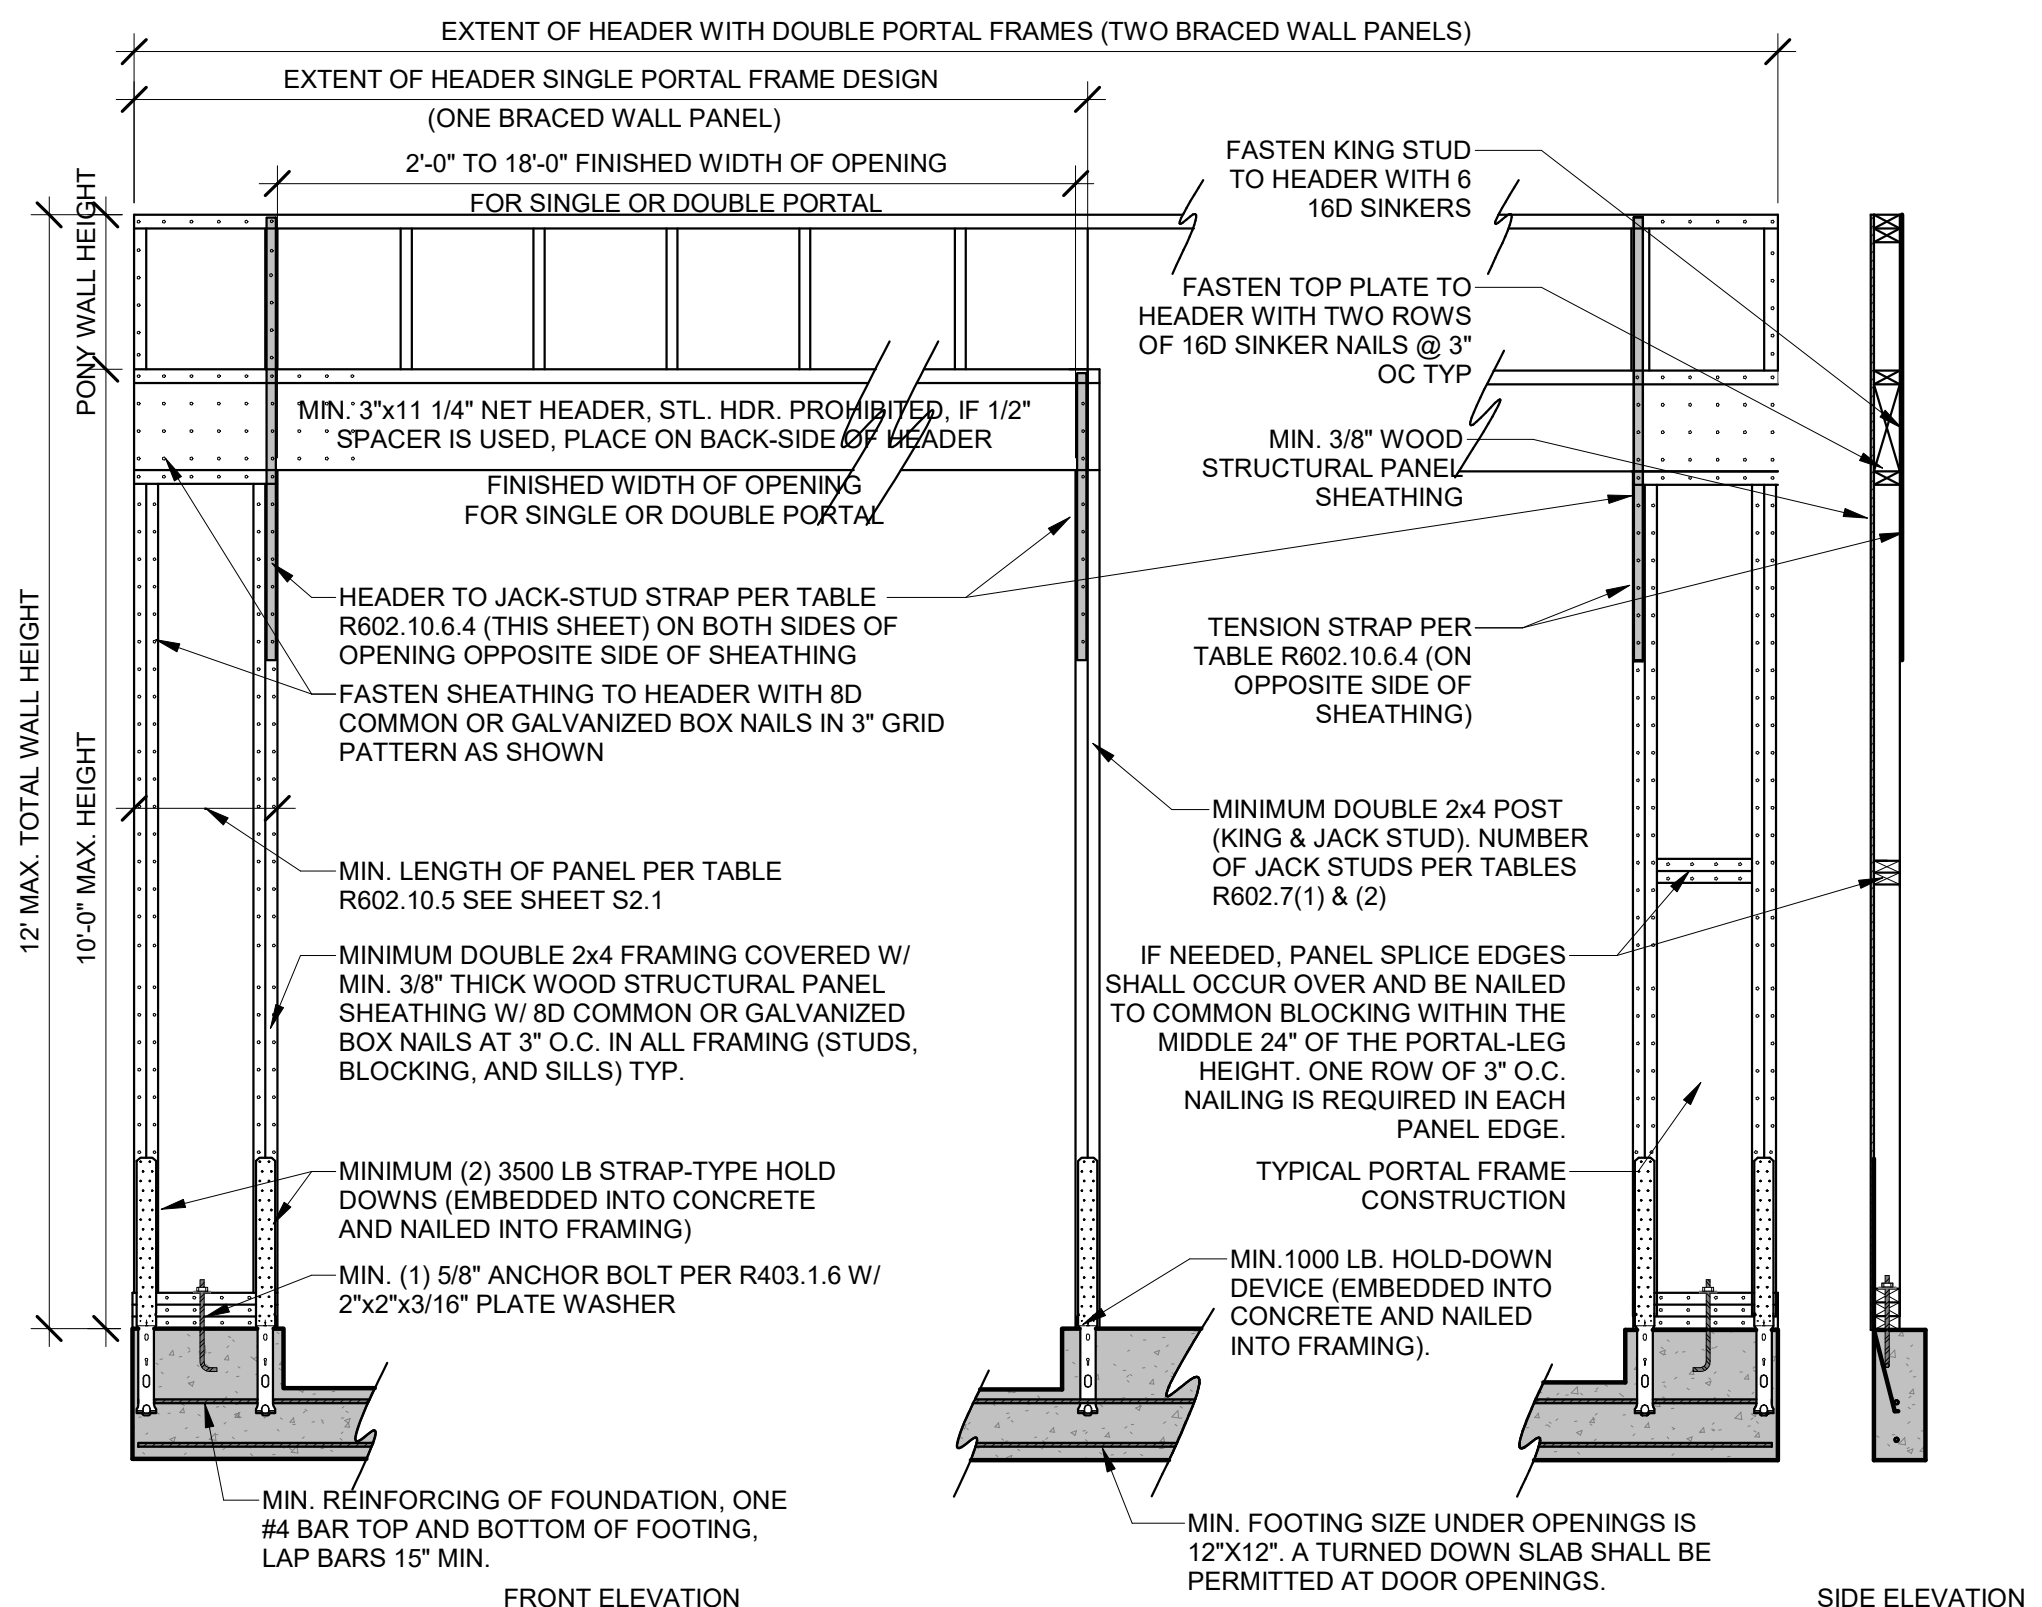 EXTENT OF HEADER WITH DOUBLE PORTAL FRAMES (TWO BRACED WALL PANELS)
EXTENT OF HEADER SINGLE PORTAL FRAME DESIGN
(ONE BRACED WALL PANEL)
2'-0" TO 18'-0" FINISHED WIDTH OF OPENING
FOR SINGLE OR DOUBLE PORTAL
FASTEN KING STUD
TO HEADER WITH 6
16D SINKERS
PONY WALL HEIGHT
FASTEN TOP PLATE TO
HEADER WITH TWO ROWS
OF 16D SINKER NAILS @ 3"
OC TYP
MIN. 3"x11 1/4" NET HEADER, STL. HDR. PROHIBITED, IF 1/2"
SPACER IS USED, PLACE ON BACK-SIDE OF HEADER
MIN. 3/8" WOOD
STRUCTURAL PANEL
SHEATHING
FINISHED WIDTH OF OPENING
FOR SINGLE OR DOUBLE PORTAL
12' MAX. TOTAL WALL HEIGHT
10'-0" MAX. HEIGHT
HEADER TO JACK-STUD STRAP PER TABLE
R602.10.6.4 (THIS SHEET) ON BOTH SIDES OF
OPENING OPPOSITE SIDE OF SHEATHING
TENSION STRAP PER
TABLE R602.10.6.4 (ON
OPPOSITE SIDE OF
SHEATHING)
FASTEN SHEATHING TO HEADER WITH 8D
COMMON OR GALVANIZED BOX NAILS IN 3" GRID
PATTERN AS SHOWN
MINIMUM DOUBLE 2x4 POST
(KING & JACK STUD). NUMBER
OF JACK STUDS PER TABLES
R602.7(1) & (2)
MIN. LENGTH OF PANEL PER TABLE
R602.10.5 SEE SHEET S2.1
MINIMUM DOUBLE 2x4 FRAMING COVERED W/
MIN. 3/8" THICK WOOD STRUCTURAL PANEL
SHEATHING W/ 8D COMMON OR GALVANIZED
BOX NAILS AT 3" O.C. IN ALL FRAMING (STUDS,
BLOCKING, AND SILLS) TYP.
IF NEEDED, PANEL SPLICE EDGES
SHALL OCCUR OVER AND BE NAILED
TO COMMON BLOCKING WITHIN THE
MIDDLE 24" OF THE PORTAL-LEG
HEIGHT. ONE ROW OF 3" O.C.
NAILING IS REQUIRED IN EACH
PANEL EDGE.
MINIMUM (2) 3500 LB STRAP-TYPE HOLD
DOWNS (EMBEDDED INTO CONCRETE
AND NAILED INTO FRAMING)
TYPICAL PORTAL FRAME
CONSTRUCTION
MIN. (1) 5/8" ANCHOR BOLT PER R403.1.6 W/
2"x2"x3/16" PLATE WASHER
MIN.1000 LB. HOLD-DOWN
DEVICE (EMBEDDED INTO
CONCRETE AND NAILED
INTO FRAMING).
MIN. REINFORCING OF FOUNDATION, ONE
#4 BAR TOP AND BOTTOM OF FOOTING,
LAP BARS 15" MIN.
MIN. FOOTING SIZE UNDER OPENINGS IS
12"X12". A TURNED DOWN SLAB SHALL BE
PERMITTED AT DOOR OPENINGS.
FRONT ELEVATION
SIDE ELEVATION